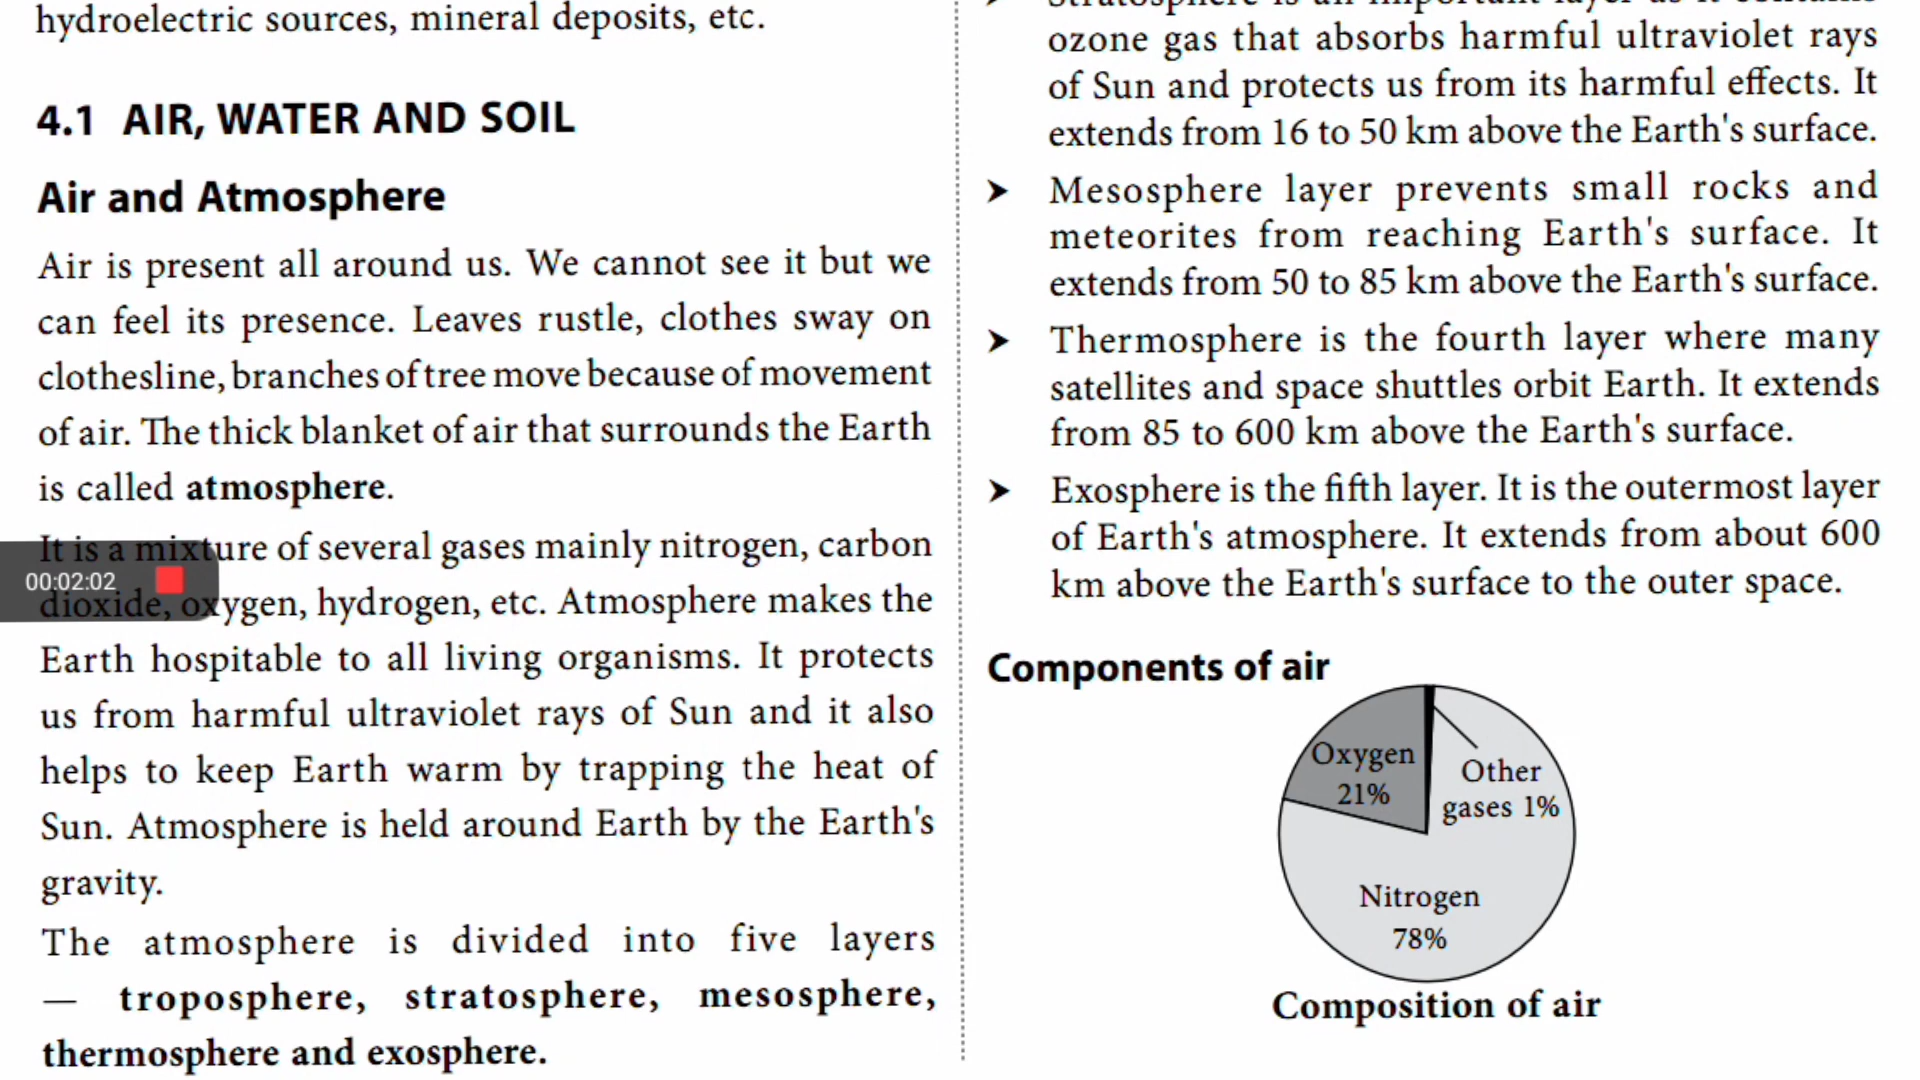 hydroelectric sources, mineral deposits, etc.
4.1 AIR, WATER AND SOIL
Air and Atmosphere
Air is present all around us. We cannot see it but we
can feel its presence. Leaves rustle, clothes sway on
clothesline, branches of tree move because of movement
of air. The thick blanket of air that surrounds the Earth
is called atmosphere.
It is a mixture of several gases mainly nitrogen, carbon
00:02:02
dioxide, oxygen, hydrogen, etc. Atmosphere makes the
Earth hospitable to all living organisms. It protects
us from harmful ultraviolet rays of Sun and it also
helps to keep Earth warm by trapping the heat of
Sun. Atmosphere is held around Earth by the Earth's
gravity.
The atmosphere is divided into five layers
— troposphere, stratosphere, mesosphere,
thermosphere and exosphere.
Stratosphere is an important layer as it contains
ozone gas that absorbs harmful ultraviolet rays
of Sun and protects us from its harmful effects. It
extends from 16 to 50 km above the Earth's surface.
➤ Mesosphere layer prevents small rocks and
meteorites from reaching Earth's surface. It
extends from 50 to 85 km above the Earth's surface.
➤ Thermosphere is the fourth layer where many
satellites and space shuttles orbit Earth. It extends
from 85 to 600 km above the Earth's surface.
➤ Exosphere is the fifth layer. It is the outermost layer
of Earth's atmosphere. It extends from about 600
km above the Earth's surface to the outer space.
Components of air
Oxygen
21%
Other
gases 1%
Nitrogen
78%
Composition of air